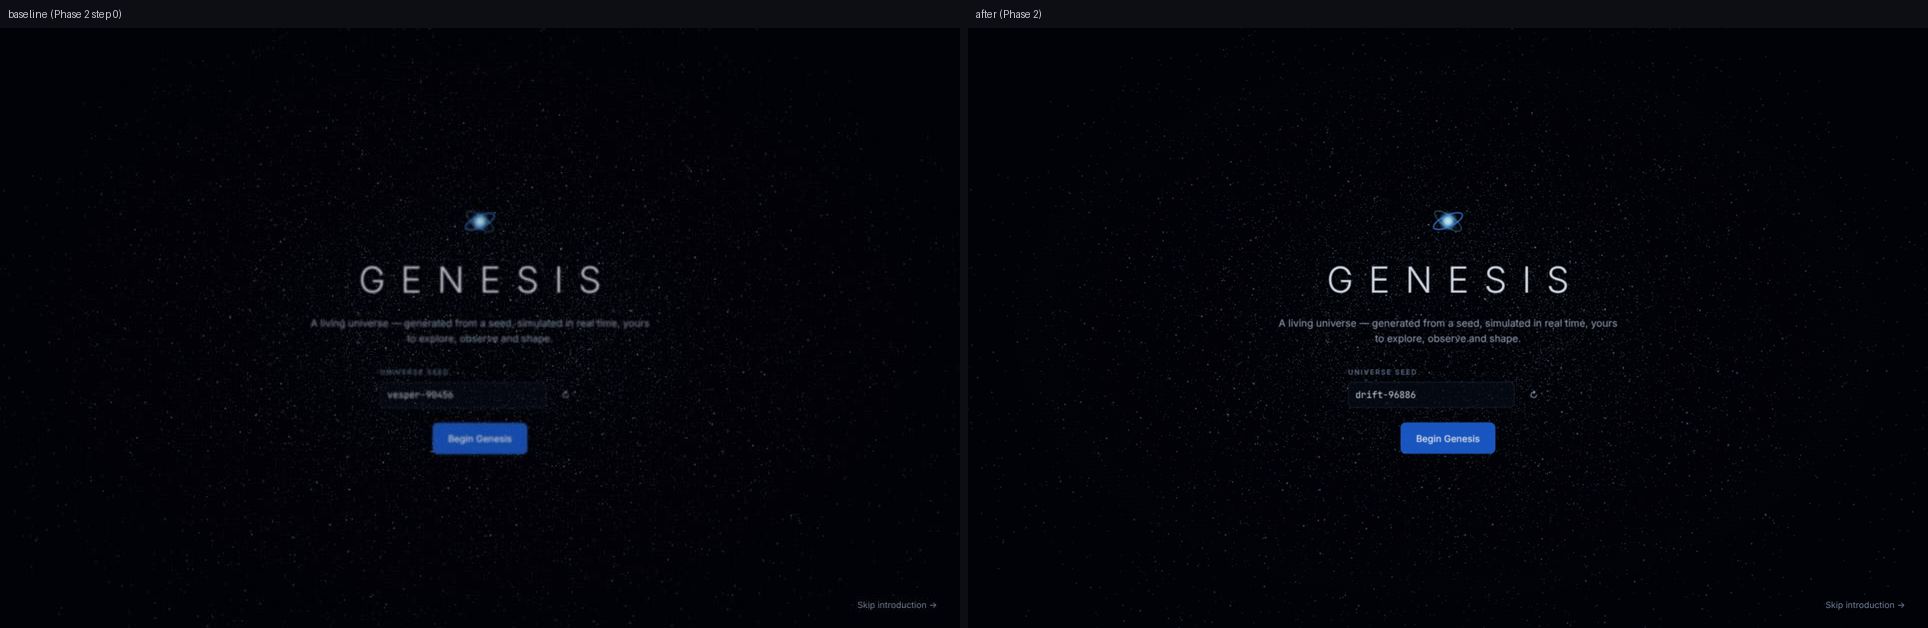 baseline (Phase 2 step 0)
GENESIS
A living universe — generated from a seed, simulated in real time, yours
to explore, observe and shape.
UNIVERSE SEED
vesper-90456
Begin Genesis
Skip introduction →
after (Phase 2)
GENESIS
A living universe — generated from a seed, simulated in real time, yours
to explore, observe and shape.
UNIVERSE SEED
drift-96886
Begin Genesis
Skip introduction →